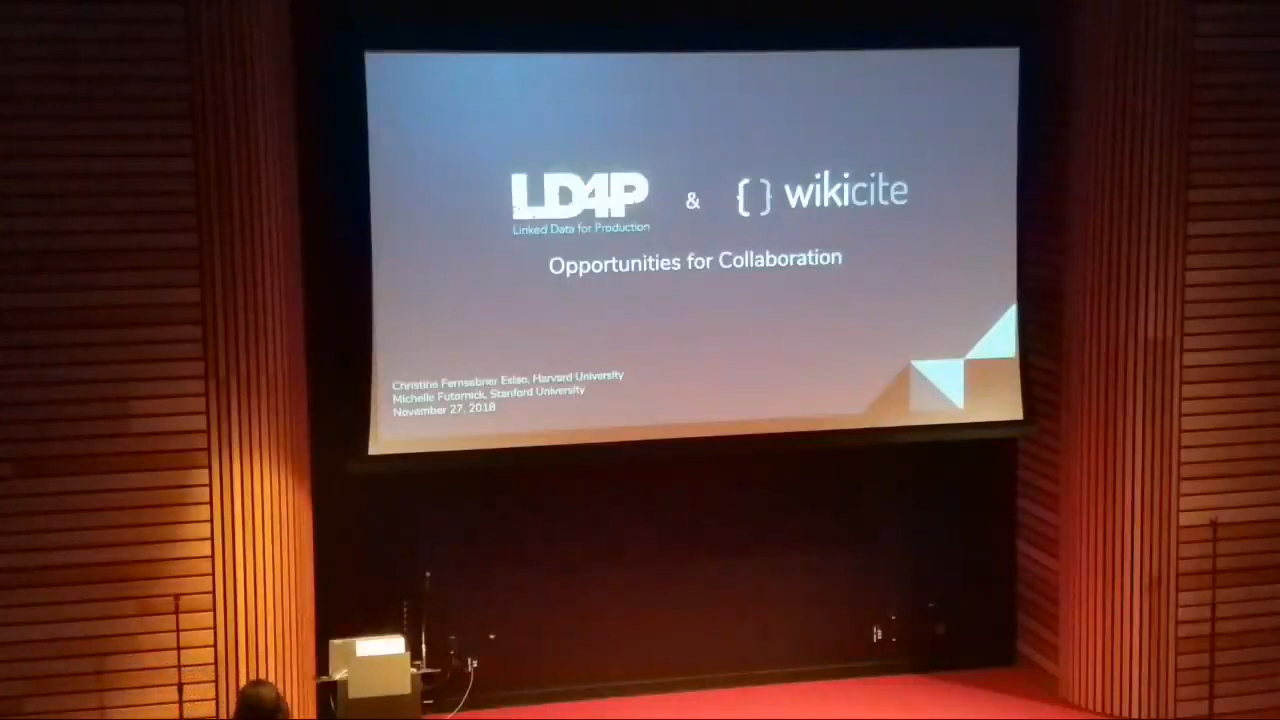 LD4P & { } wikicite
Linked Data for Production
Opportunities for Collaboration
Christine Fernsebner Eslao, Harvard University
Michelle Futornick, Stanford University
November 27, 2018